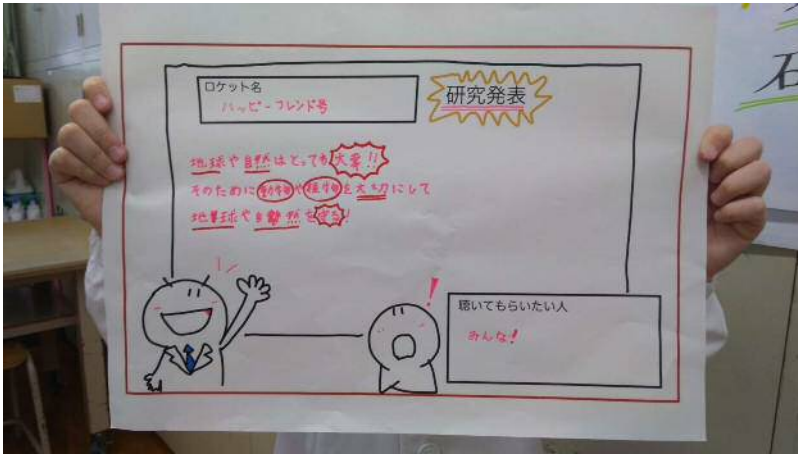 ロケット名
ハッピーフレンド号
研究発表
地球や自然はとっても大事!!
そのために動物や植物を大切にして
地球や自然を守ろ!
聴いてもらいたい人
みんな!
石